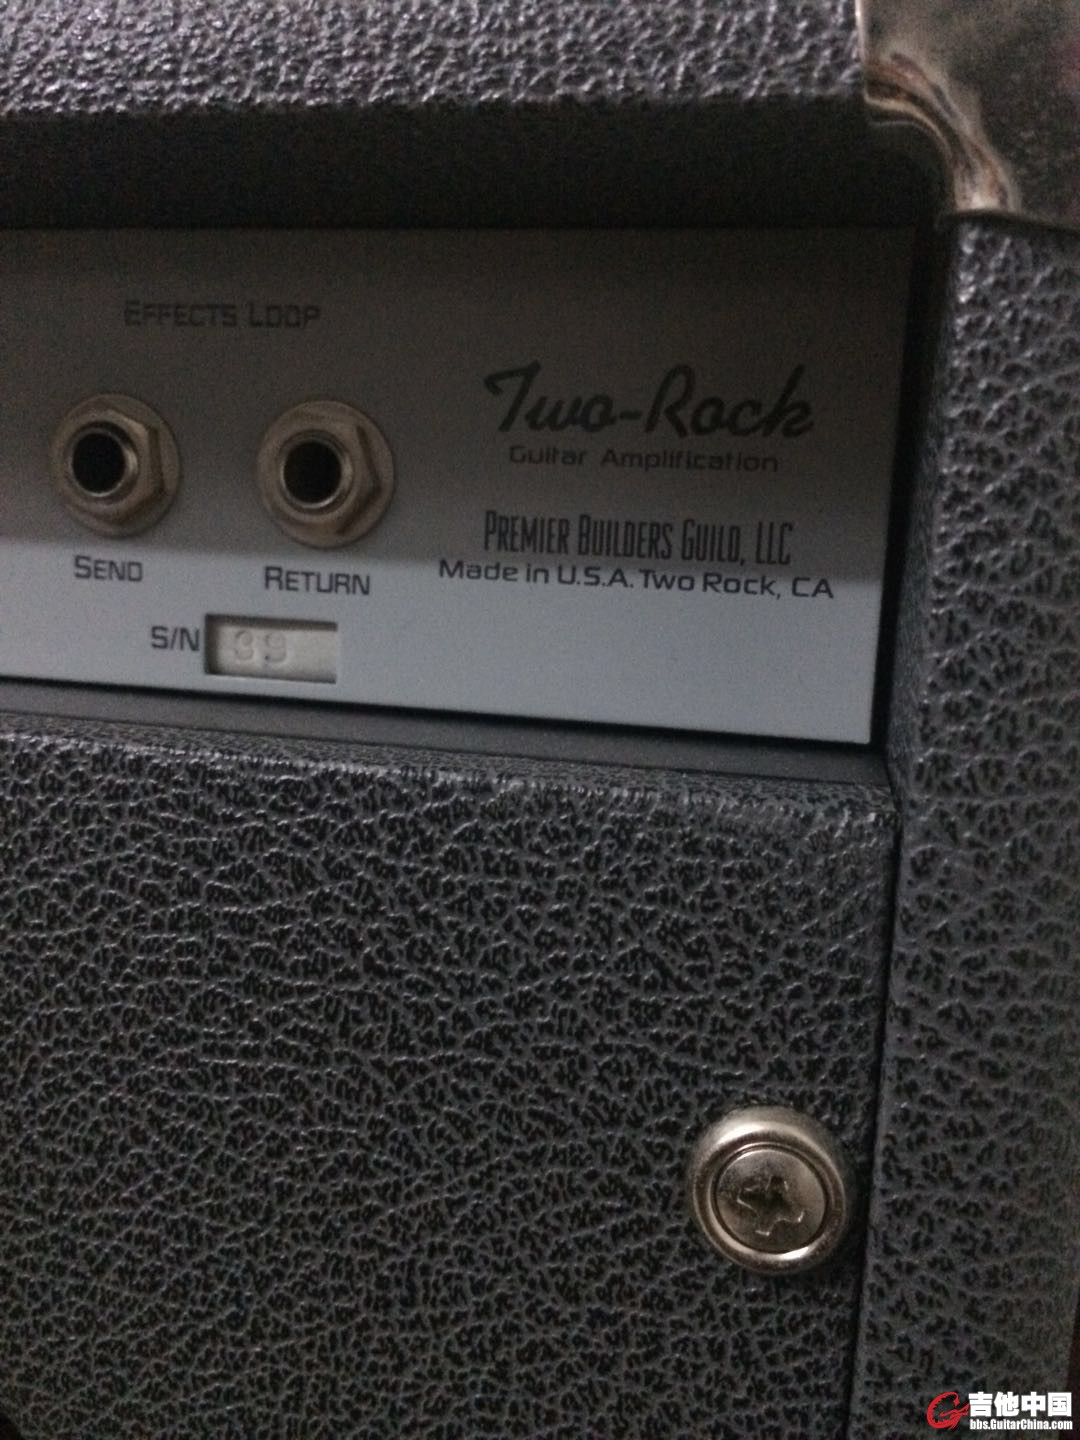 EFFECTS LOOP
Two-Rock
Guitar Amplification
PREMIER BUILDERS GUILD, LLC
Made in U.S.A. Two Rock, CA
SEND
RETURN
S/N 39
吉他中国
bbs.GuitarChina.com